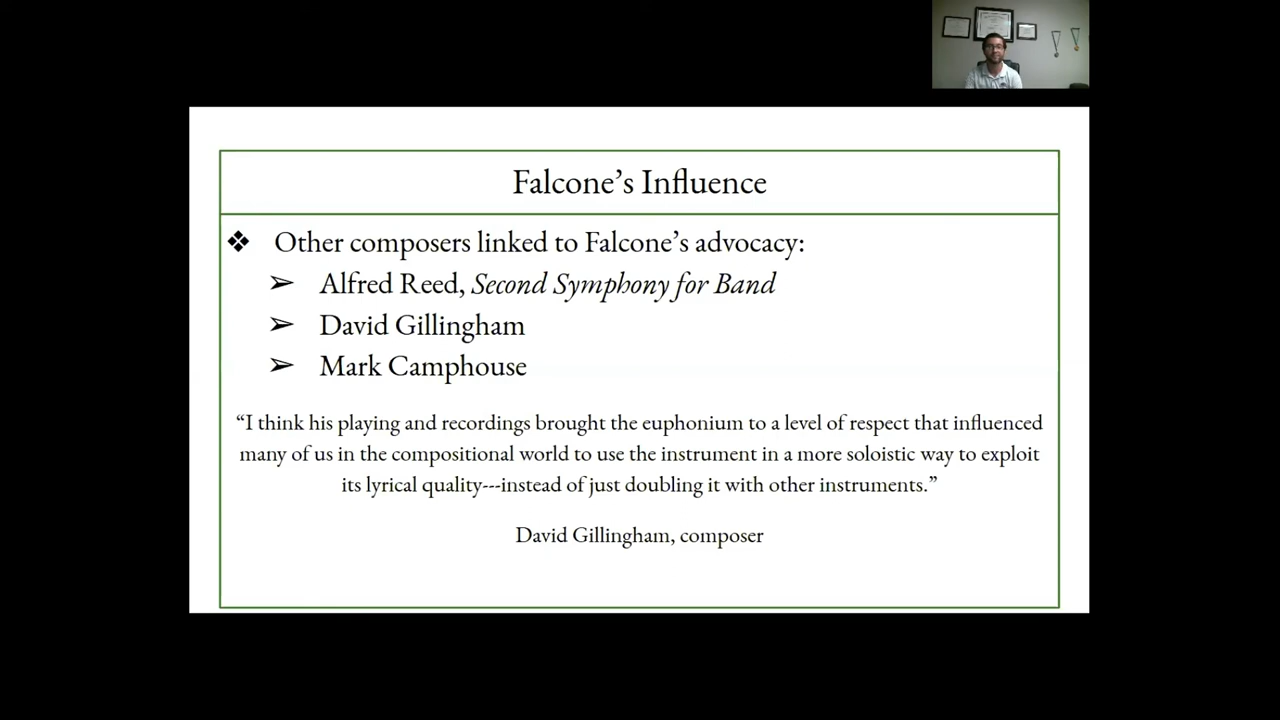 Falcone’s Influence
❖ Other composers linked to Falcone’s advocacy:
➢ Alfred Reed, Second Symphony for Band
➢ David Gillingham
➢ Mark Camphouse
“I think his playing and recordings brought the euphonium to a level of respect that influenced
many of us in the compositional world to use the instrument in a more soloistic way to exploit
its lyrical quality---instead of just doubling it with other instruments.”
David Gillingham, composer